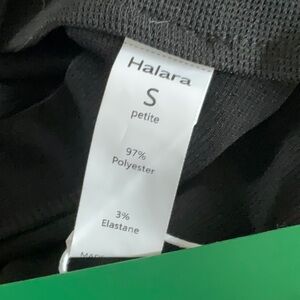 Halara
S
petite
97%
Polyester
3%
Elastane